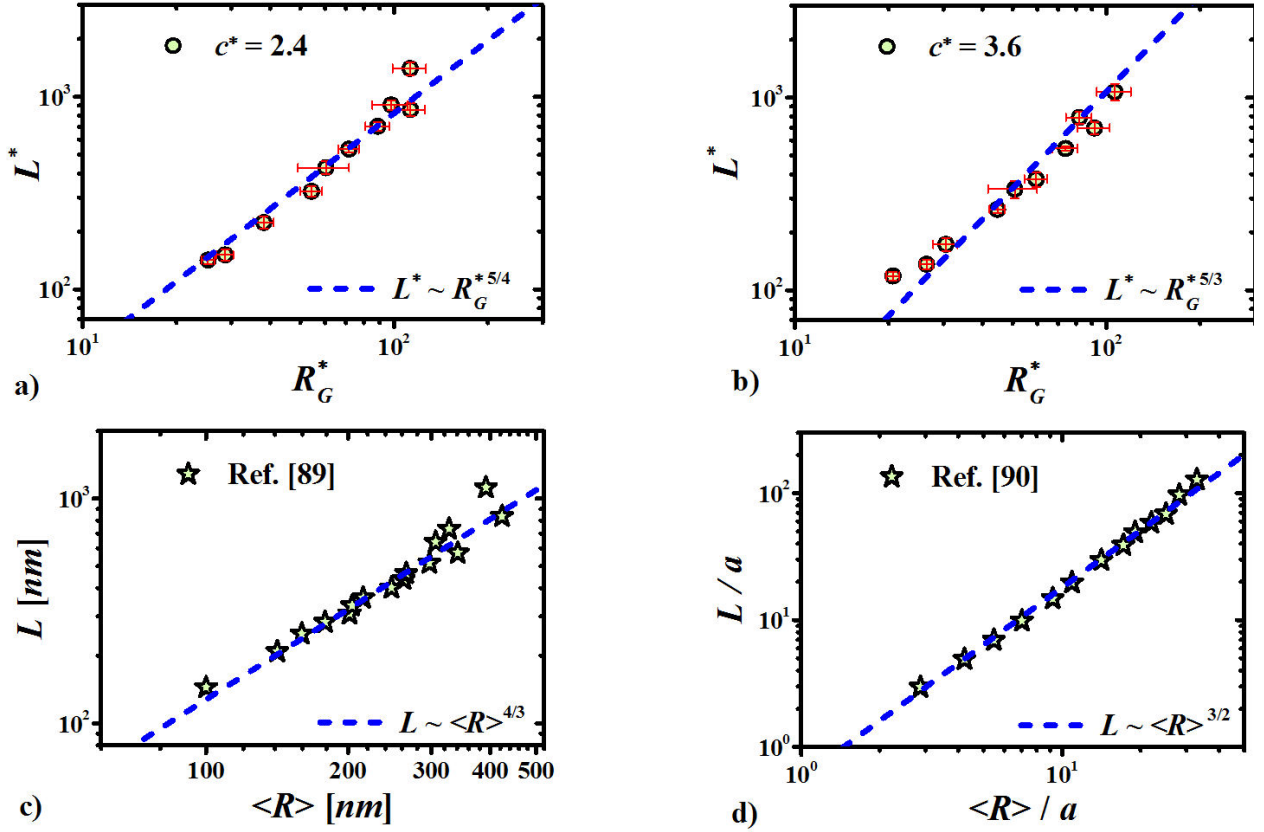 c* = 2.4
10³
10²
L*
L* ~ R_G*^5/4
10¹
10²
R_G*
a)
c* = 3.6
10³
10²
L*
L* ~ R_G*^5/3
10¹
10²
R_G*
b)
Ref. [89]
10³
10²
L [nm]
L ~ <R>^4/3
100
200
300
400
500
<R> [nm]
c)
Ref. [90]
10²
10¹
10⁰
L / a
L ~ <R>^3/2
10⁰
10¹
<R> / a
d)